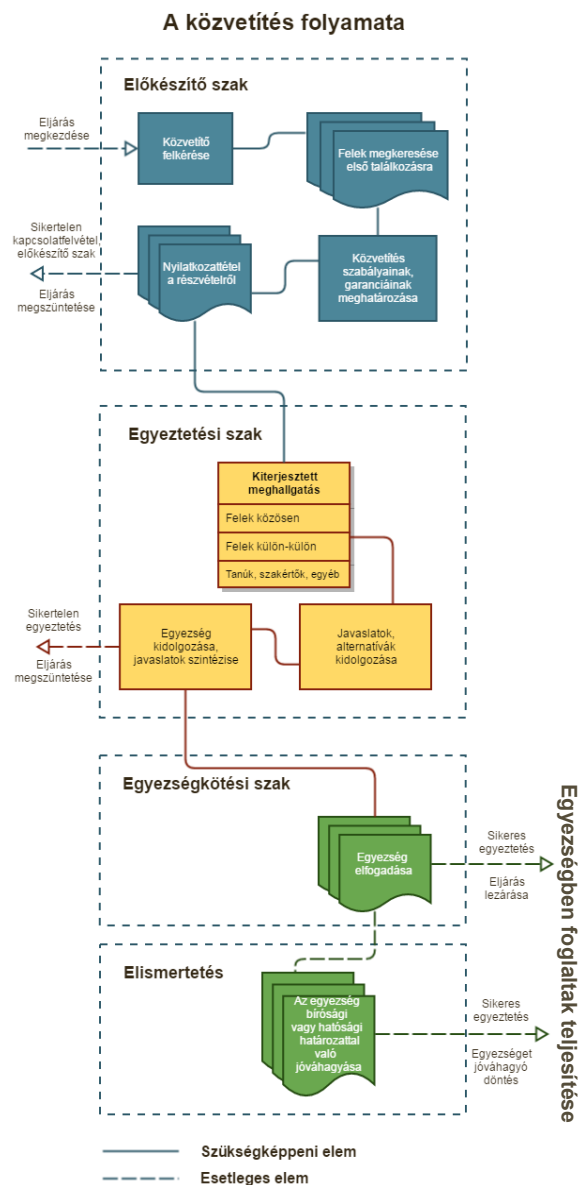 A közvetítés folyamata
Előkészítő szak
Eljárás
megkezdése
Közvetítő
felkérése
Felek megkeresése
első találkozásra
Sikertelen
kapcsolatfelvétel,
előkészítő szak
Eljárás
megszüntetése
Nyilatkozattétel
a részvételről
Közvetítés
szabályainak,
garanciáinak
meghatározása
Egyeztetési szak
Kiterjesztett
meghallgatás
Felek közösen
Felek külön-külön
Tanúk, szakértők, egyéb
Sikertelen
egyeztetés
Eljárás
megszüntetése
Egyezség
kidolgozása,
javaslatok szintézise
Javaslatok,
alternatívák
kidolgozása
Egyezségkötési szak
Egyezség
elfogadása
Sikeres
egyeztetés
Eljárás
lezárása
Elismertetés
Az egyezség
bírósági
vagy hatósági
határozattal
való
jóváhagyása
Sikeres
egyeztetés
Egyezséget
jóváhagyó
döntés
Egyezségben foglaltak teljesítése
Szükségképpeni elem
Esetleges elem